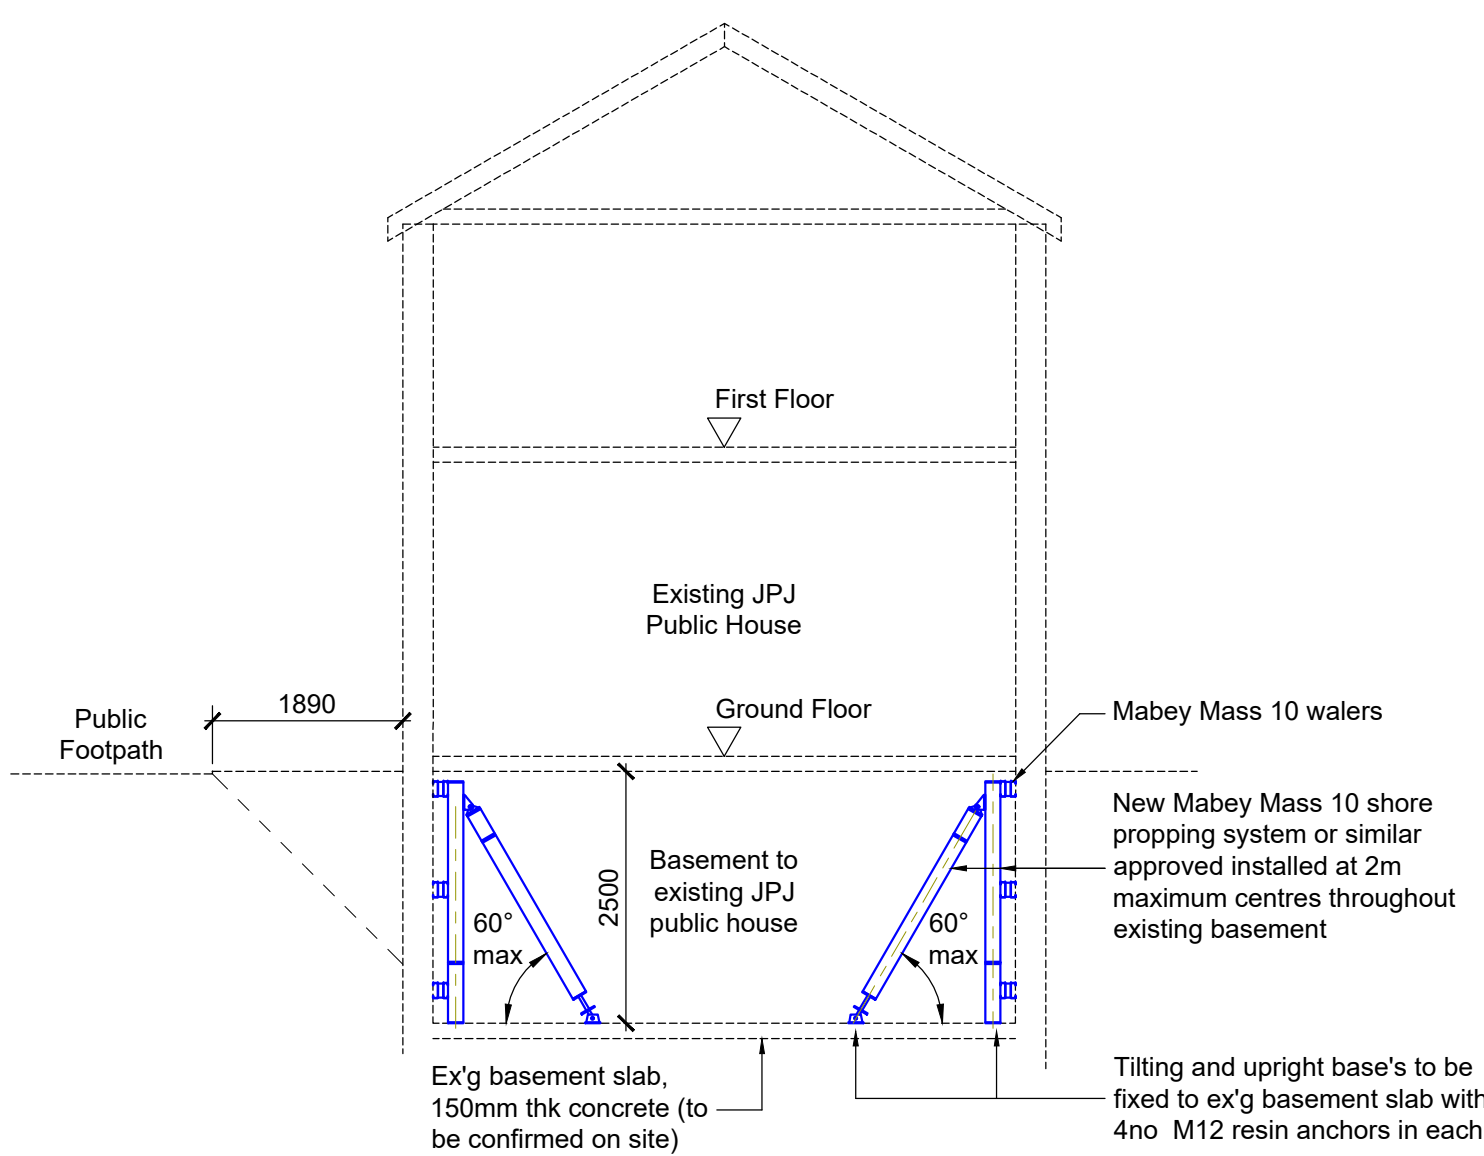 First Floor
Existing JPJ
Public House
Public
Footpath
1890
Ground Floor
Mabey Mass 10 walers
New Mabey Mass 10 shore
propping system or similar
approved installed at 2m
maximum centres throughout
existing basement
Basement to
existing JPJ
public house
2500
60°
max
60°
max
Ex'g basement slab,
150mm thk concrete (to
be confirmed on site)
Tilting and upright base's to be
fixed to ex'g basement slab with
4no M12 resin anchors in each